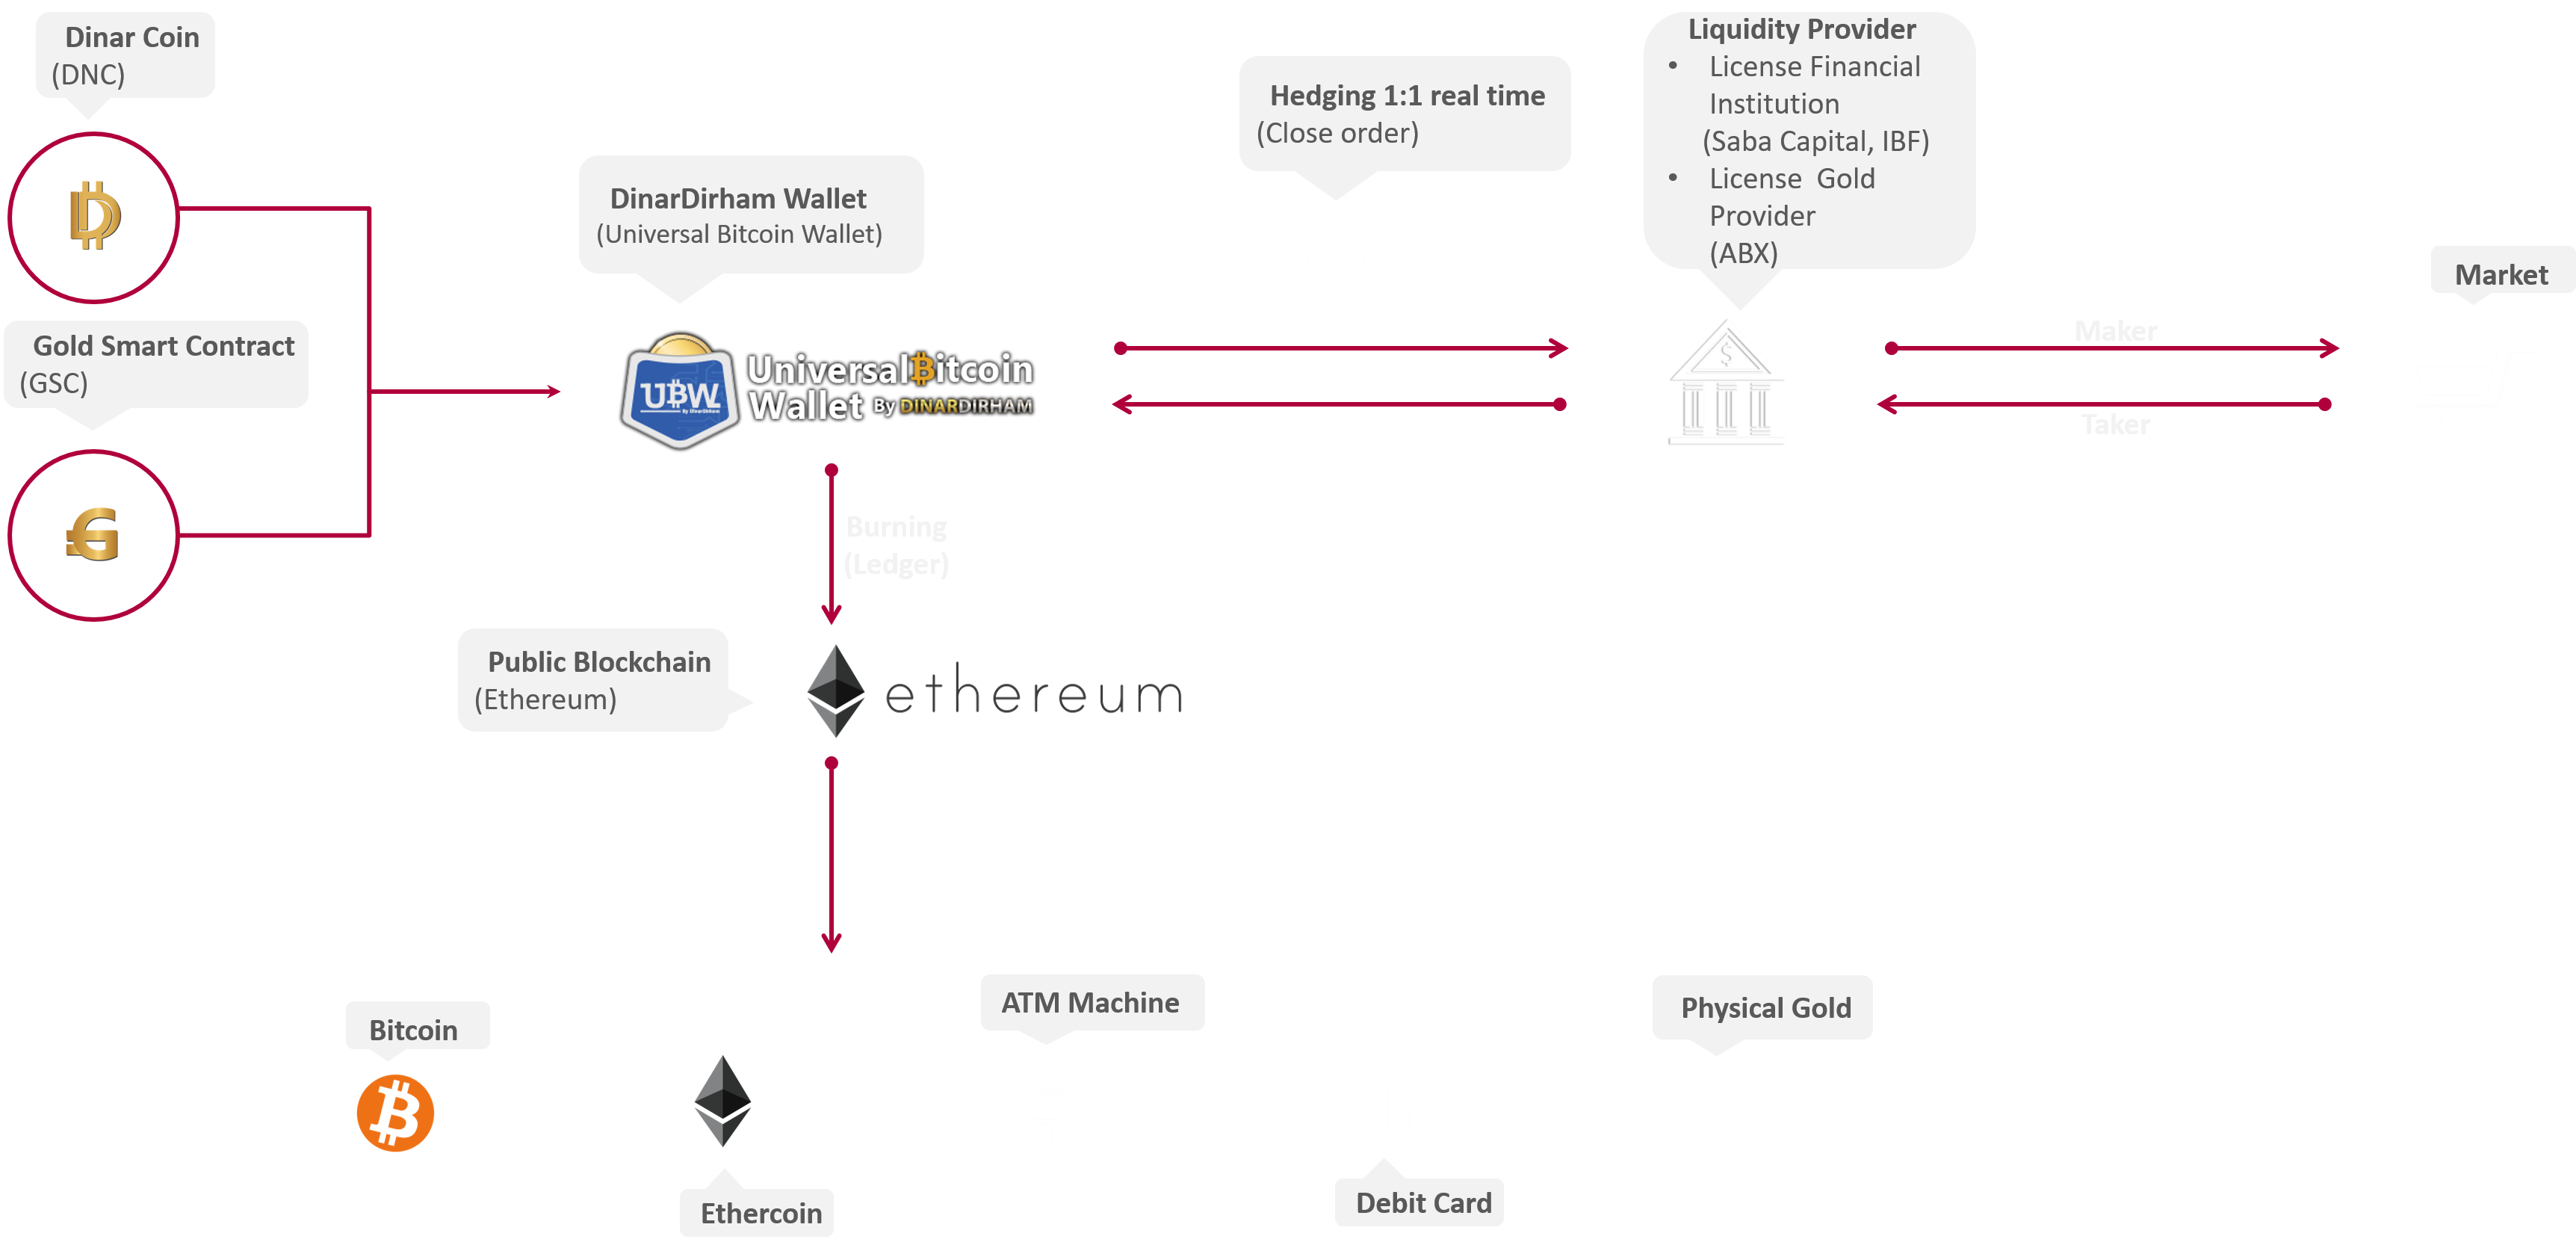 Dinar Coin
(DNC)
Gold Smart Contract
(GSC)
DinarDirham Wallet
(Universal Bitcoin Wallet)
UBW
By DinarDirham
Universal Bitcoin
Wallet By DINARDIRHAM
Hedging 1:1 real time
(Close order)
Liquidity Provider
• License Financial
Institution
(Saba Capital, IBF)
• License Gold
Provider
(ABX)
Market
Maker
Taker
Burning
(Ledger)
Public Blockchain
(Ethereum)
ethereum
Bitcoin
Ethercoin
ATM Machine
Debit Card
Physical Gold